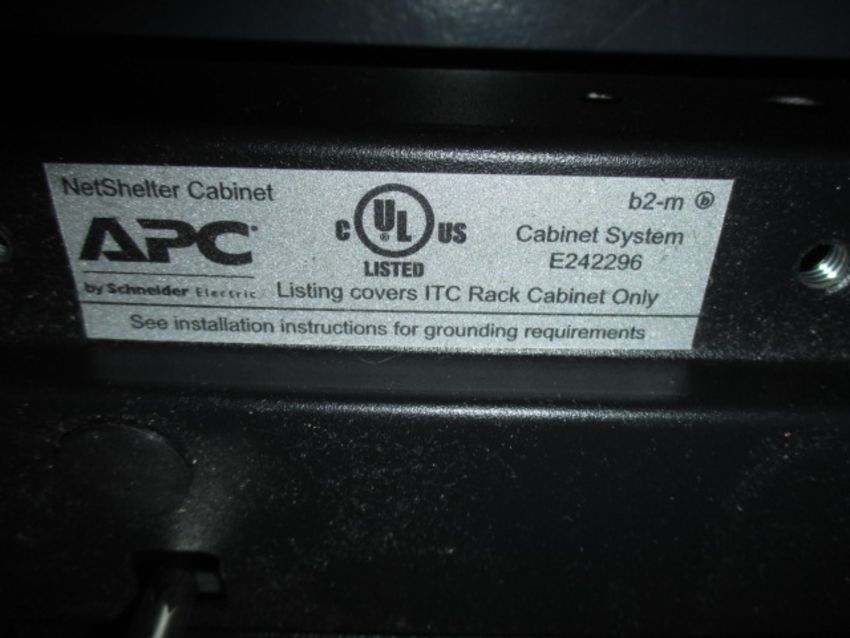 NetShelter Cabinet
APC
by Schneider Electric
C UL ® US
LISTED
b2-m ⓑ
Cabinet System
E242296
Listing covers ITC Rack Cabinet Only
See installation instructions for grounding requirements